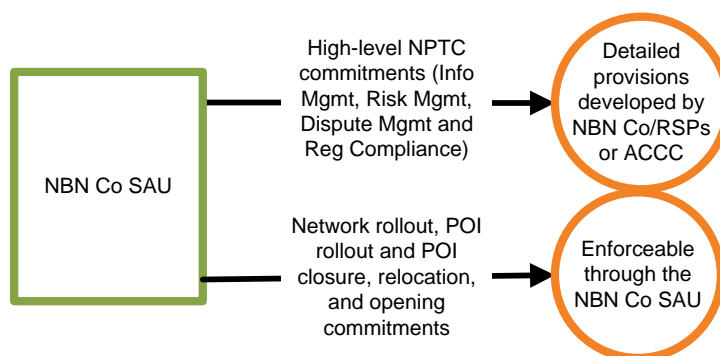 NBN Co SAU
High-level NPTC
commitments (Info
Mgmt, Risk Mgmt,
Dispute Mgmt and
Reg Compliance)
Detailed
provisions
developed by
NBN Co/RSPs
or ACCC
Network rollout, POI
rollout and POI
closure, relocation,
and opening
commitments
Enforceable
through the
NBN Co SAU